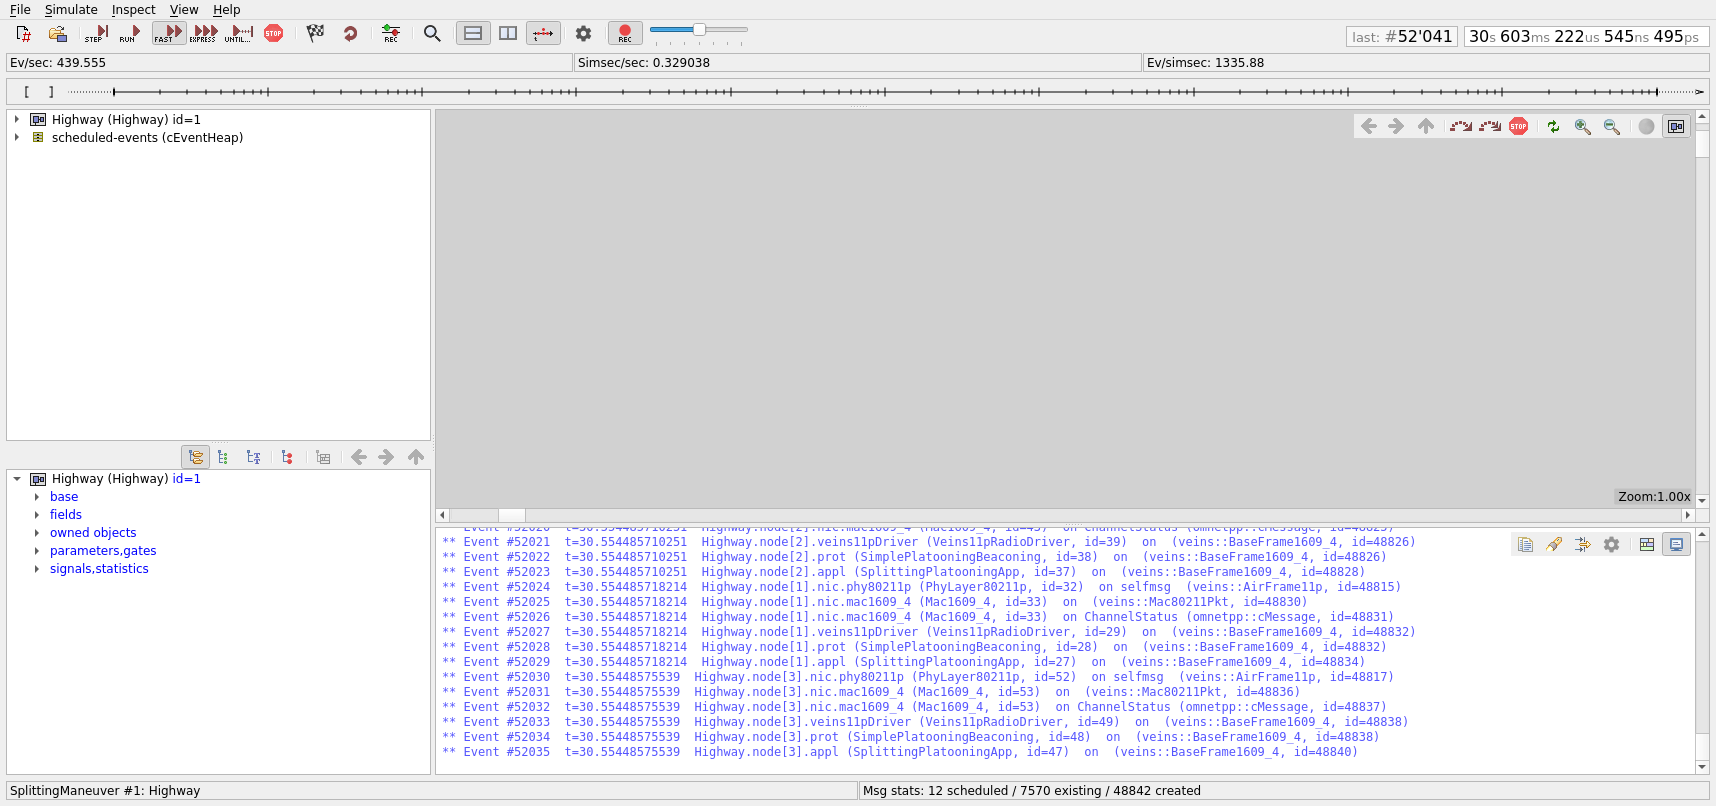 File Simulate Inspect View Help
STEP RUN FAST EXPRESS UNTIL... STOP REC REC last: #52'041 30s 603ms 222us 545ns 495ps
Ev/sec: 439.555 Simsec/sec: 0.329038 Ev/simsec: 1335.88
[ ]
Highway (Highway) id=1
scheduled-events (cEventHeap)
STOP
Zoom:1.00x
Highway (Highway) id=1
base
fields
owned objects
parameters,gates
signals,statistics
** Event #52021 t=30.554485710251 Highway.node[2].veins11pDriver (Veins11pRadioDriver, id=39) on (veins::BaseFrame1609_4, id=48826)
** Event #52022 t=30.554485710251 Highway.node[2].prot (SimplePlatooningBeaconing, id=38) on (veins::BaseFrame1609_4, id=48826)
** Event #52023 t=30.554485710251 Highway.node[2].appl (SplittingPlatooningApp, id=37) on (veins::BaseFrame1609_4, id=48828)
** Event #52024 t=30.554485718214 Highway.node[1].nic.phy80211p (PhyLayer80211p, id=32) on selfmsg (veins::AirFrame11p, id=48815)
** Event #52025 t=30.554485718214 Highway.node[1].nic.mac1609_4 (Mac1609_4, id=33) on (veins::Mac80211Pkt, id=48830)
** Event #52026 t=30.554485718214 Highway.node[1].nic.mac1609_4 (Mac1609_4, id=33) on ChannelStatus (omnetpp::cMessage, id=48831)
** Event #52027 t=30.554485718214 Highway.node[1].veins11pDriver (Veins11pRadioDriver, id=29) on (veins::BaseFrame1609_4, id=48832)
** Event #52028 t=30.554485718214 Highway.node[1].prot (SimplePlatooningBeaconing, id=28) on (veins::BaseFrame1609_4, id=48832)
** Event #52029 t=30.554485718214 Highway.node[1].appl (SplittingPlatooningApp, id=27) on (veins::BaseFrame1609_4, id=48834)
** Event #52030 t=30.55448575539 Highway.node[3].nic.phy80211p (PhyLayer80211p, id=52) on selfmsg (veins::AirFrame11p, id=48817)
** Event #52031 t=30.55448575539 Highway.node[3].nic.mac1609_4 (Mac1609_4, id=53) on (veins::Mac80211Pkt, id=48836)
** Event #52032 t=30.55448575539 Highway.node[3].nic.mac1609_4 (Mac1609_4, id=53) on ChannelStatus (omnetpp::cMessage, id=48837)
** Event #52033 t=30.55448575539 Highway.node[3].veins11pDriver (Veins11pRadioDriver, id=49) on (veins::BaseFrame1609_4, id=48838)
** Event #52034 t=30.55448575539 Highway.node[3].prot (SimplePlatooningBeaconing, id=48) on (veins::BaseFrame1609_4, id=48838)
** Event #52035 t=30.55448575539 Highway.node[3].appl (SplittingPlatooningApp, id=47) on (veins::BaseFrame1609_4, id=48840)
SplittingManeuver #1: Highway Msg stats: 12 scheduled / 7570 existing / 48842 created